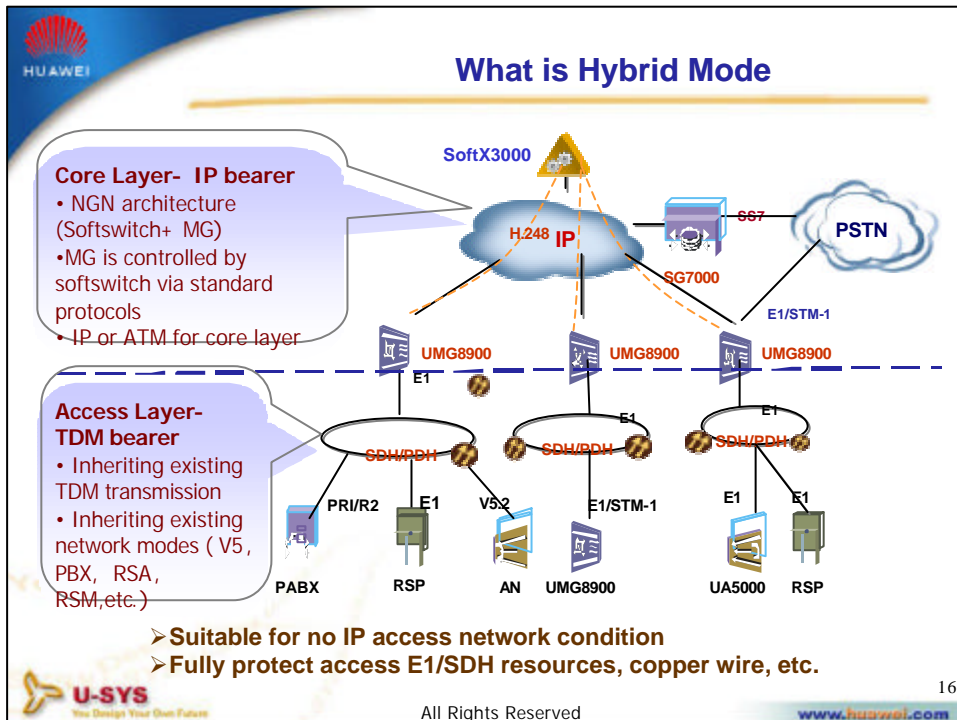 HUAWEI
What is Hybrid Mode
Core Layer- IP bearer
• NGN architecture
(Softswitch+ MG)
•MG is controlled by
softswitch via standard
protocols
• IP or ATM for core layer
SoftX3000
H.248
IP
SS7
SG7000
PSTN
E1/STM-1
UMG8900
UMG8900
UMG8900
E1
Access Layer-
TDM bearer
• Inheriting existing
TDM transmission
• Inheriting existing
network modes ( V5,
PBX, RSA,
RSM,etc.)
SDH/PDH
E1
SDH/PDH
E1
SDH/PDH
PRI/R2
E1
V5.2
E1/STM-1
E1
E1
PABX
RSP
AN
UMG8900
UA5000
RSP
➢Suitable for no IP access network condition
➢Fully protect access E1/SDH resources, copper wire, etc.
16
U-SYS
You Design Your Own Future
All Rights Reserved
www.huawei.com